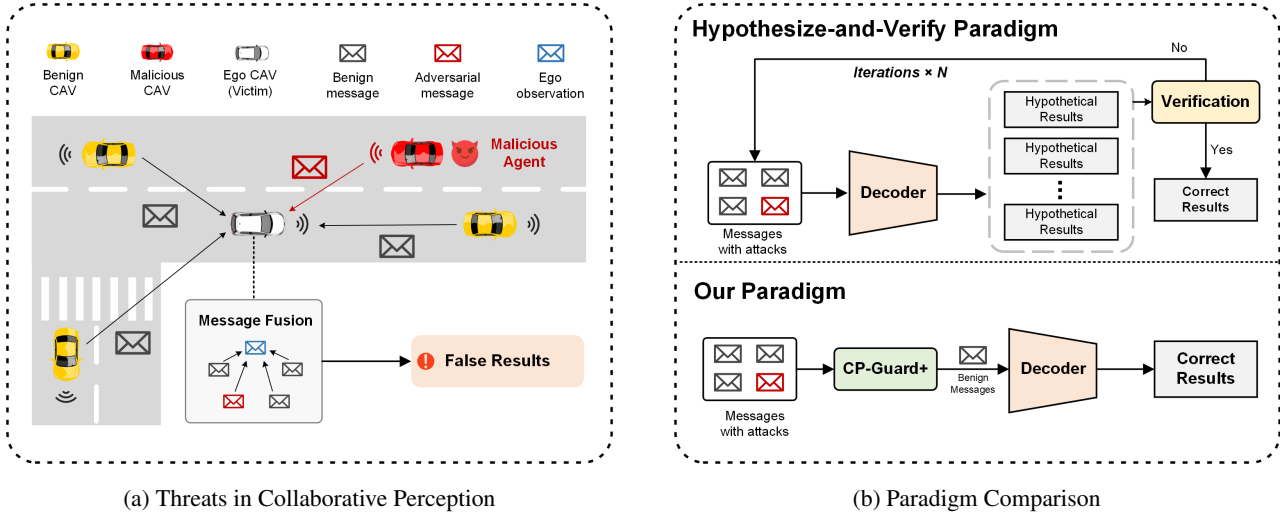 Benign
CAV
Malicious
CAV
Ego CAV
(Victim)
Benign
message
Adversarial
message
Ego
observation
Malicious
Agent
Message Fusion
False Results
(a) Threats in Collaborative Perception
Hypothesize-and-Verify Paradigm
No
Iterations × N
Hypothetical
Results
Verification
Hypothetical
Results
Yes
Decoder
Correct
Results
Hypothetical
Results
Messages
with attacks
Our Paradigm
CP-Guard+
Benign
Messages
Decoder
Correct
Results
Messages
with attacks
(b) Paradigm Comparison